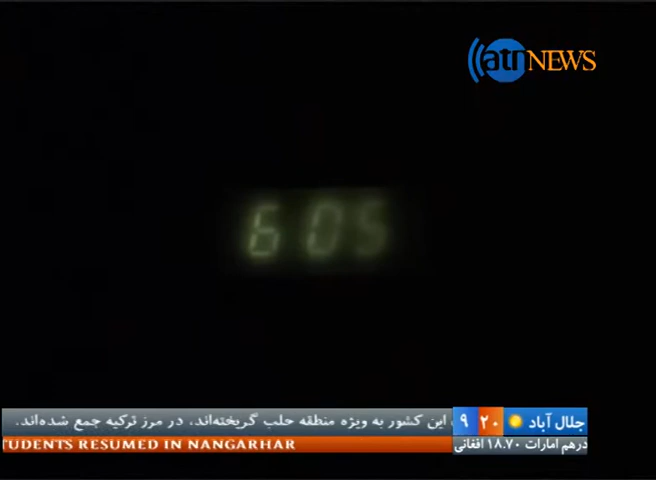 atn NEWS
605
این کشور به ویژه منطقه حلب گریخته‌اند، در مرز ترکیه جمع شده‌اند.
جلال آباد ۲۰ ۹
TUDENTS RESUMED IN NANGARHAR
درهم امارات ۱۸.۷۰ افغانی